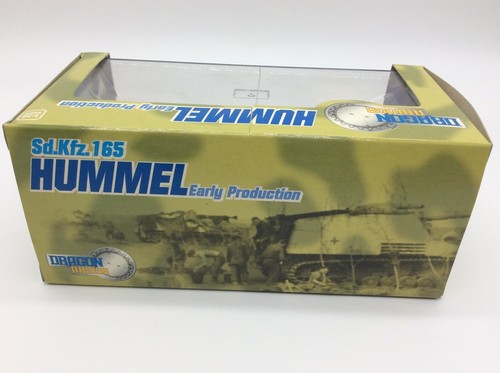 HUMMEL
Early Production
DRAGON
ARMOR
Sd.Kfz.165
HUMMEL Early Production
DRAGON
ARMOR